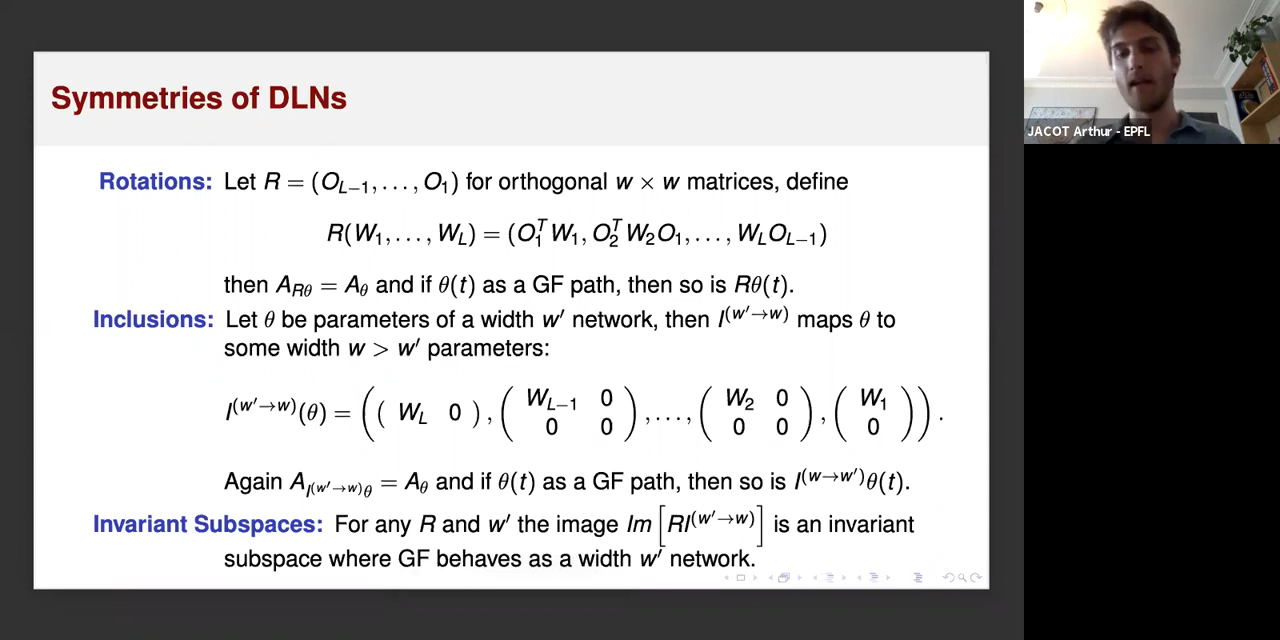 Symmetries of DLNs
JACOT Arthur - EPFL
Rotations: Let R = (O_{L−1}, . . . , O_1) for orthogonal w × w matrices, define
R(W_1, . . . , W_L) = (O_1^T W_1, O_2^T W_2 O_1, . . . , W_L O_{L−1})
then A_{Rθ} = A_θ and if θ(t) as a GF path, then so is Rθ(t).
Inclusions: Let θ be parameters of a width w′ network, then I^{(w′→w)} maps θ to
some width w > w′ parameters:
I^{(w′→w)}(θ) = ( ( W_L 0 ), ( W_{L−1} 0 ; 0 0 ), . . . , ( W_2 0 ; 0 0 ), ( W_1 ; 0 ) ) .
Again A_{I^{(w′→w)}θ} = A_θ and if θ(t) as a GF path, then so is I^{(w→w′)}θ(t).
Invariant Subspaces: For any R and w′ the image Im [RI^{(w′→w)}] is an invariant
subspace where GF behaves as a width w′ network.